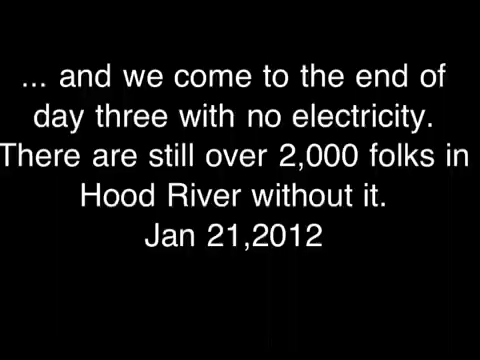 ... and we come to the end of
day three with no electricity.
There are still over 2,000 folks in
Hood River without it.
Jan 21,2012